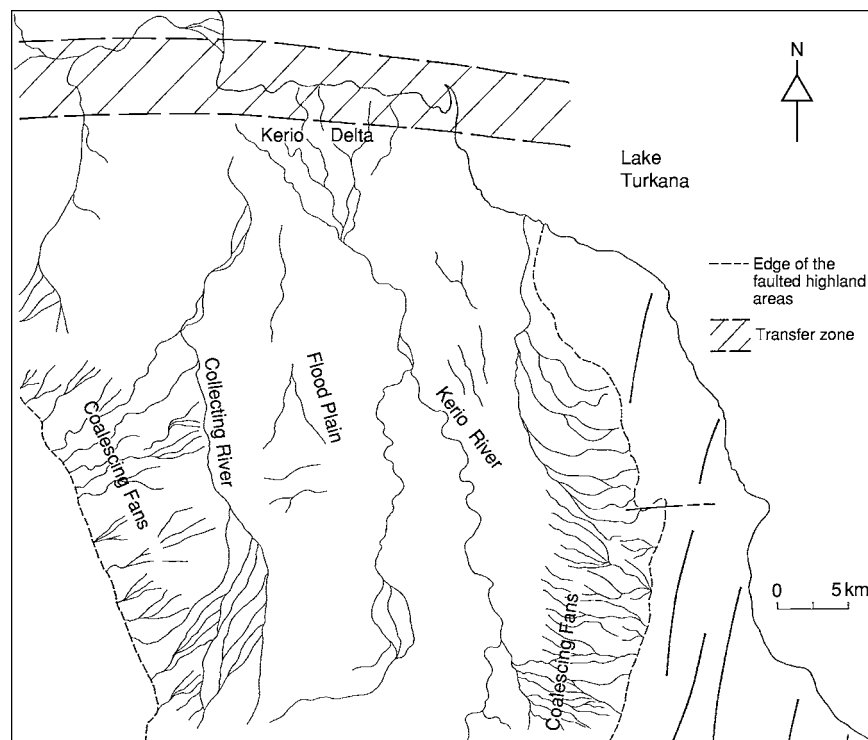 N
Kerio Delta
Lake
Turkana
Edge of the
faulted highland
areas
Transfer zone
Flood Plain
Collecting River
Coalescing Fans
Kerio River
0 5 km
Coalescing Fans